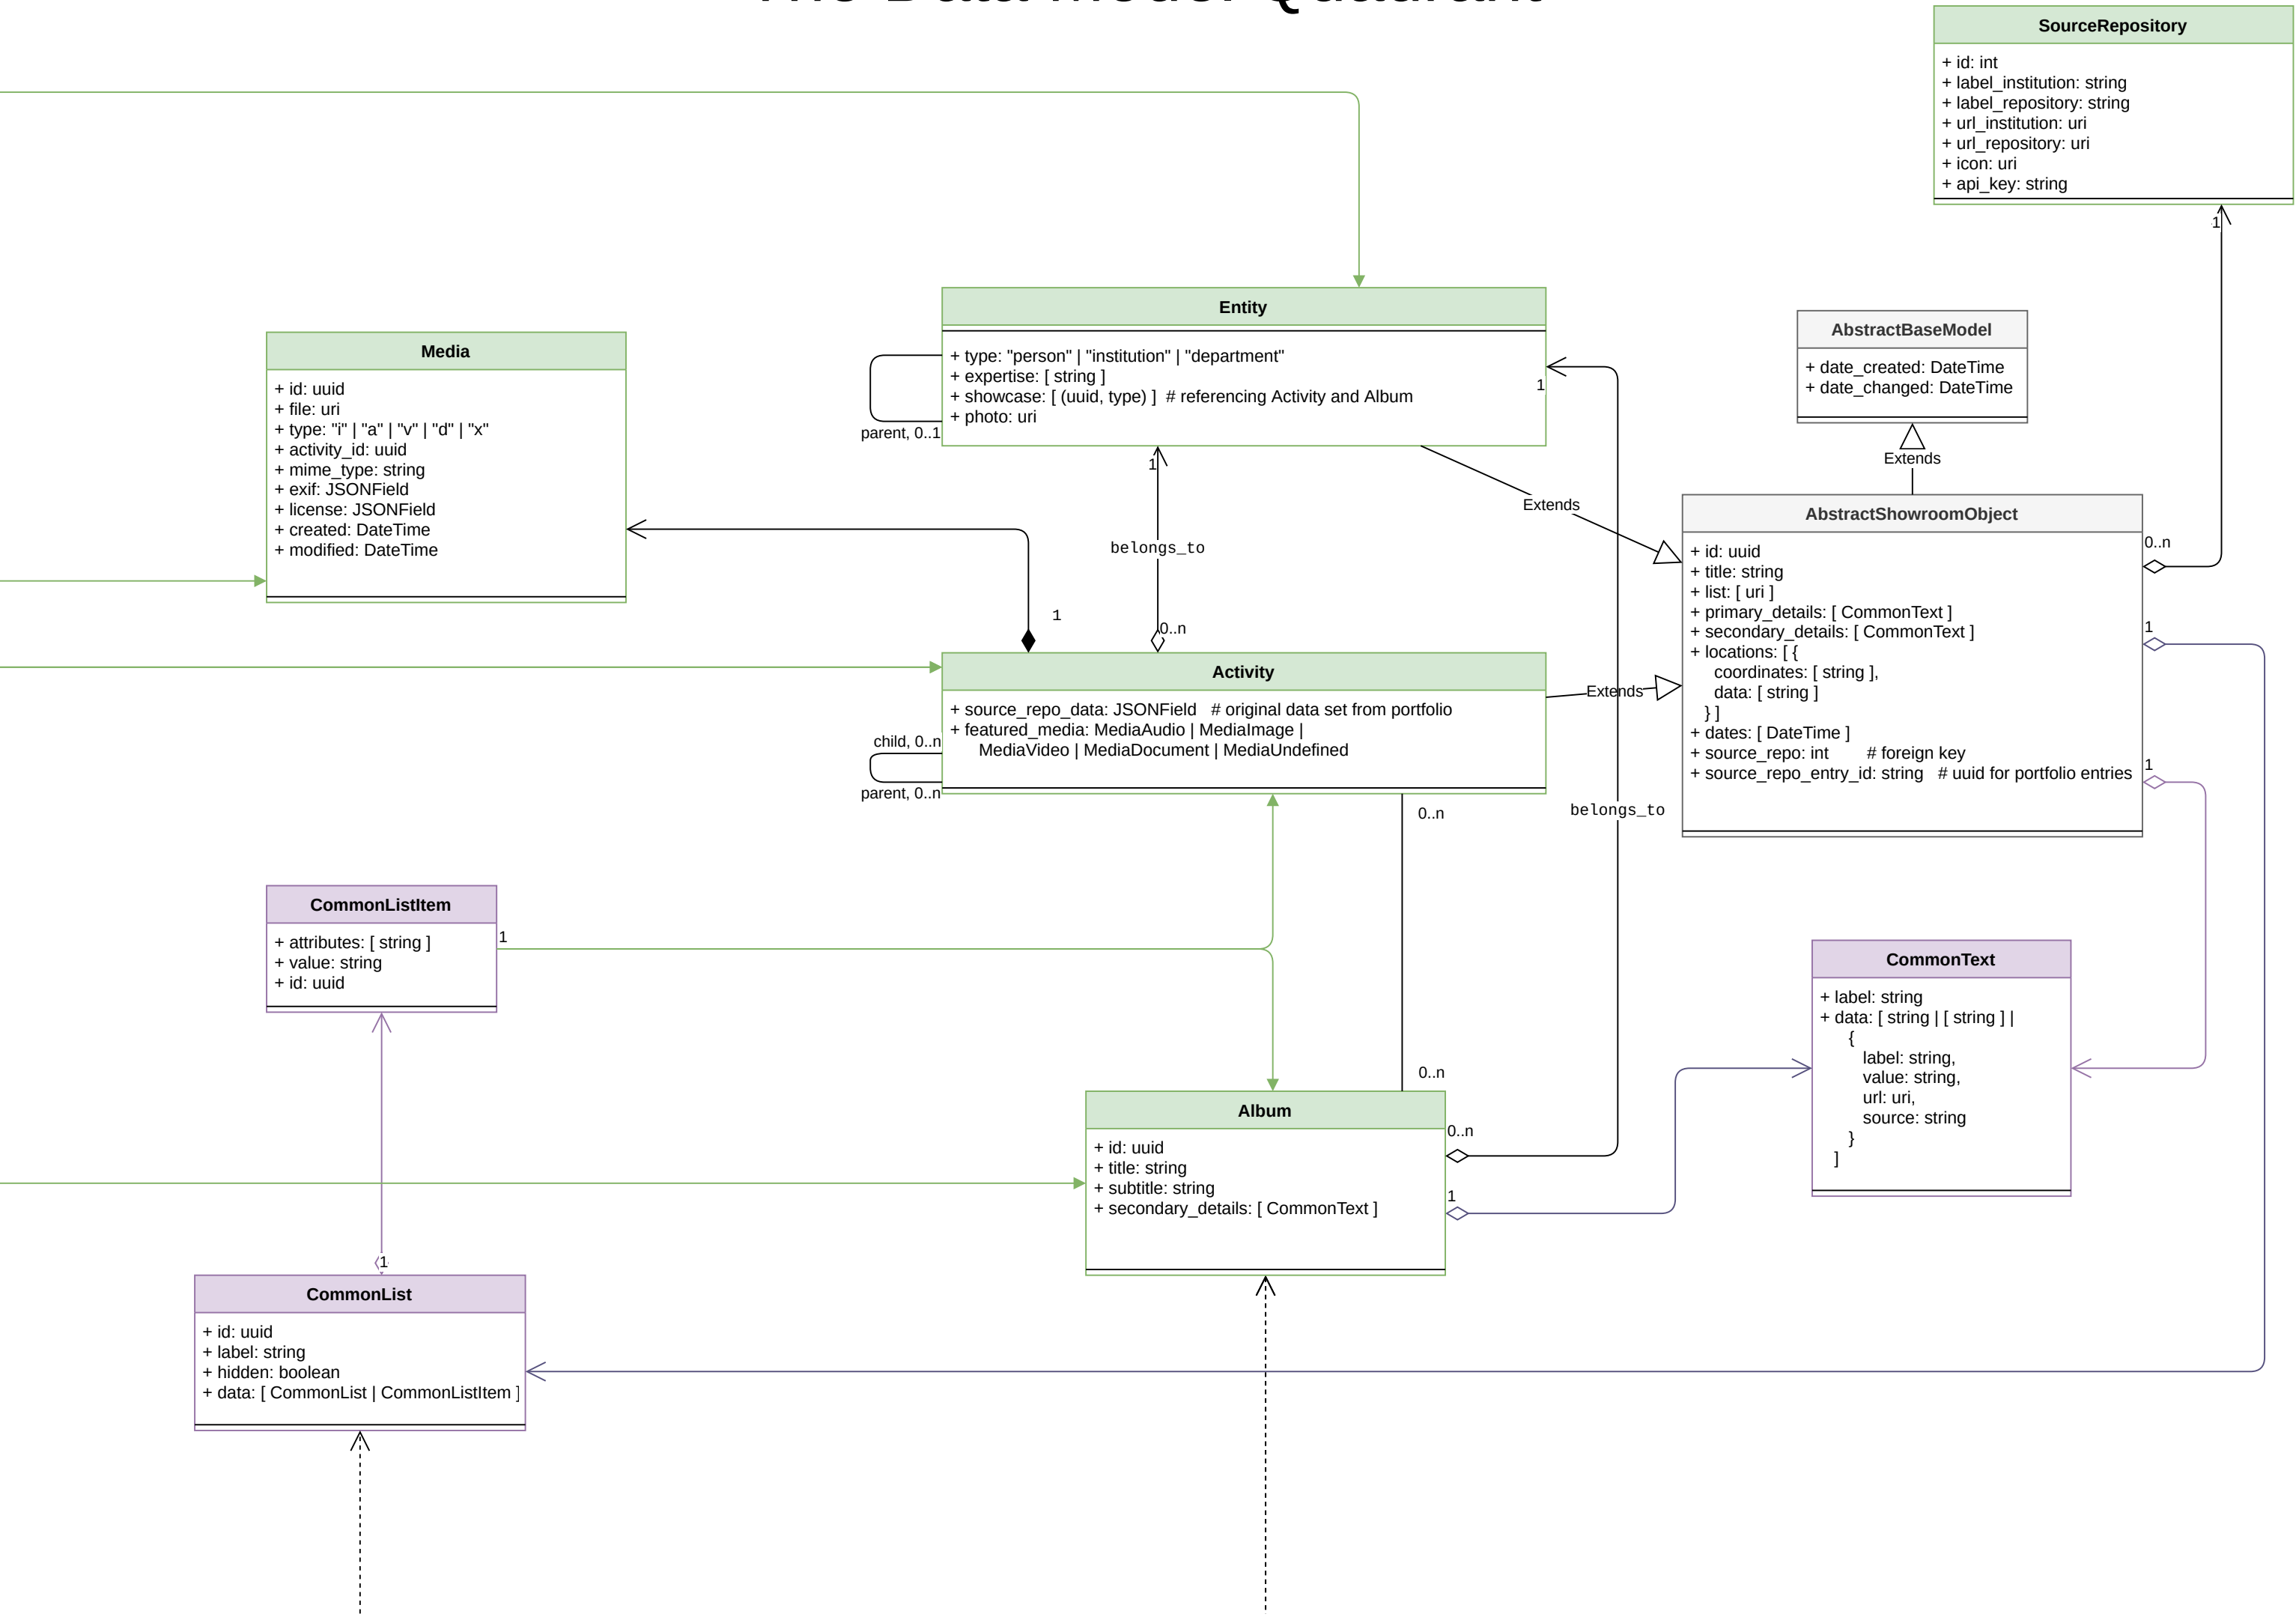 The Data Model Quadrant
SourceRepository
+ id: int
+ label_institution: string
+ label_repository: string
+ url_institution: uri
+ url_repository: uri
+ icon: uri
+ api_key: string
1
Entity
+ type: "person" | "institution" | "department"
+ expertise: [ string ]
+ showcase: [ (uuid, type) ]  # referencing Activity and Album
+ photo: uri
parent, 0..1
1
1
AbstractBaseModel
+ date_created: DateTime
+ date_changed: DateTime
Extends
Media
+ id: uuid
+ file: uri
+ type: "i" | "a" | "v" | "d" | "x"
+ activity_id: uuid
+ mime_type: string
+ exif: JSONField
+ license: JSONField
+ created: DateTime
+ modified: DateTime
belongs_to
Extends
1
0..n
AbstractShowroomObject
+ id: uuid
+ title: string
+ list: [ uri ]
+ primary_details: [ CommonText ]
+ secondary_details: [ CommonText ]
+ locations: [ {
coordinates: [ string ],
data: [ string ]
} ]
+ dates: [ DateTime ]
+ source_repo: int        # foreign key
+ source_repo_entry_id: string   # uuid for portfolio entries
0..n
1
1
Activity
+ source_repo_data: JSONField   # original data set from portfolio
+ featured_media: MediaAudio | MediaImage |
MediaVideo | MediaDocument | MediaUndefined
child, 0..n
parent, 0..n
Extends
0..n
belongs_to
CommonListItem
+ attributes: [ string ]
+ value: string
+ id: uuid
1
CommonText
+ label: string
+ data: [ string | [ string ] |
{
label: string,
value: string,
url: uri,
source: string
}
]
0..n
Album
+ id: uuid
+ title: string
+ subtitle: string
+ secondary_details: [ CommonText ]
0..n
1
1
CommonList
+ id: uuid
+ label: string
+ hidden: boolean
+ data: [ CommonList | CommonListItem ]